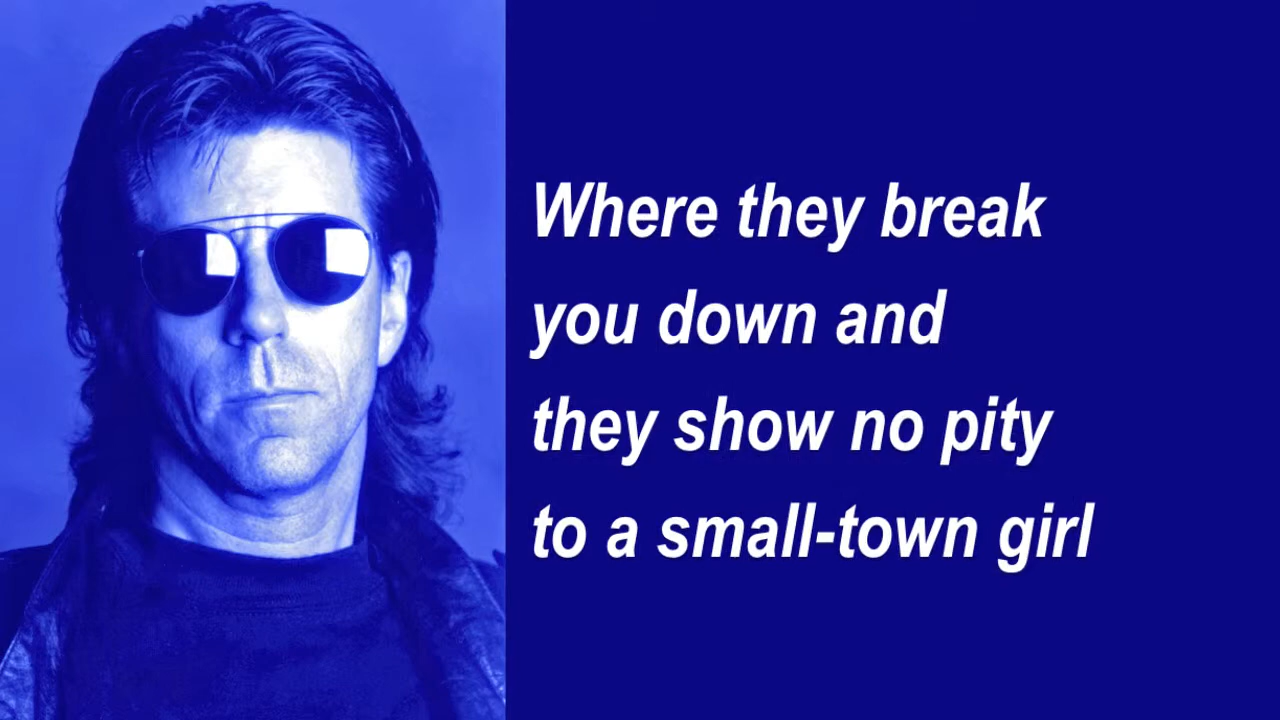 Where they break
you down and
they show no pity
to a small-town girl